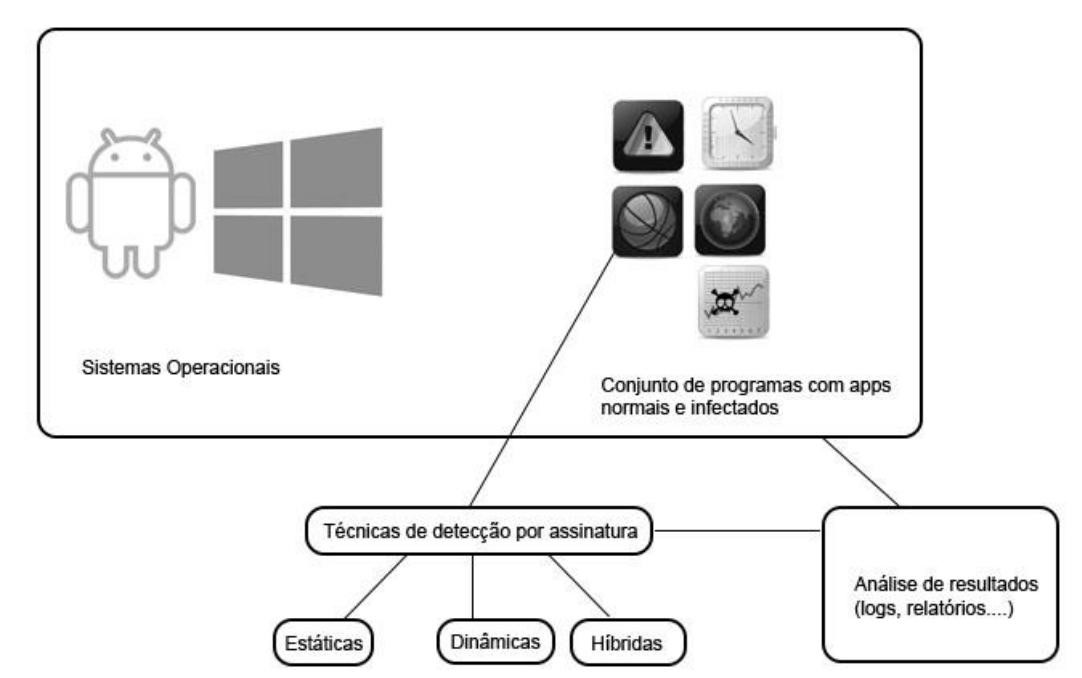 Sistemas Operacionais
Conjunto de programas com apps
normais e infectados
Técnicas de detecção por assinatura
Análise de resultados
(logs, relatórios....)
Estáticas
Dinâmicas
Híbridas